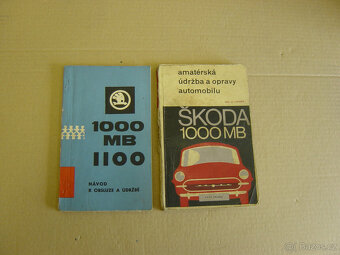 1000
MB
1100
NÁVOD
K OBSLUZE A ÚDRŽBĚ
amatérská
údržba a opravy
automobilu
ŠKODA
1000 MB